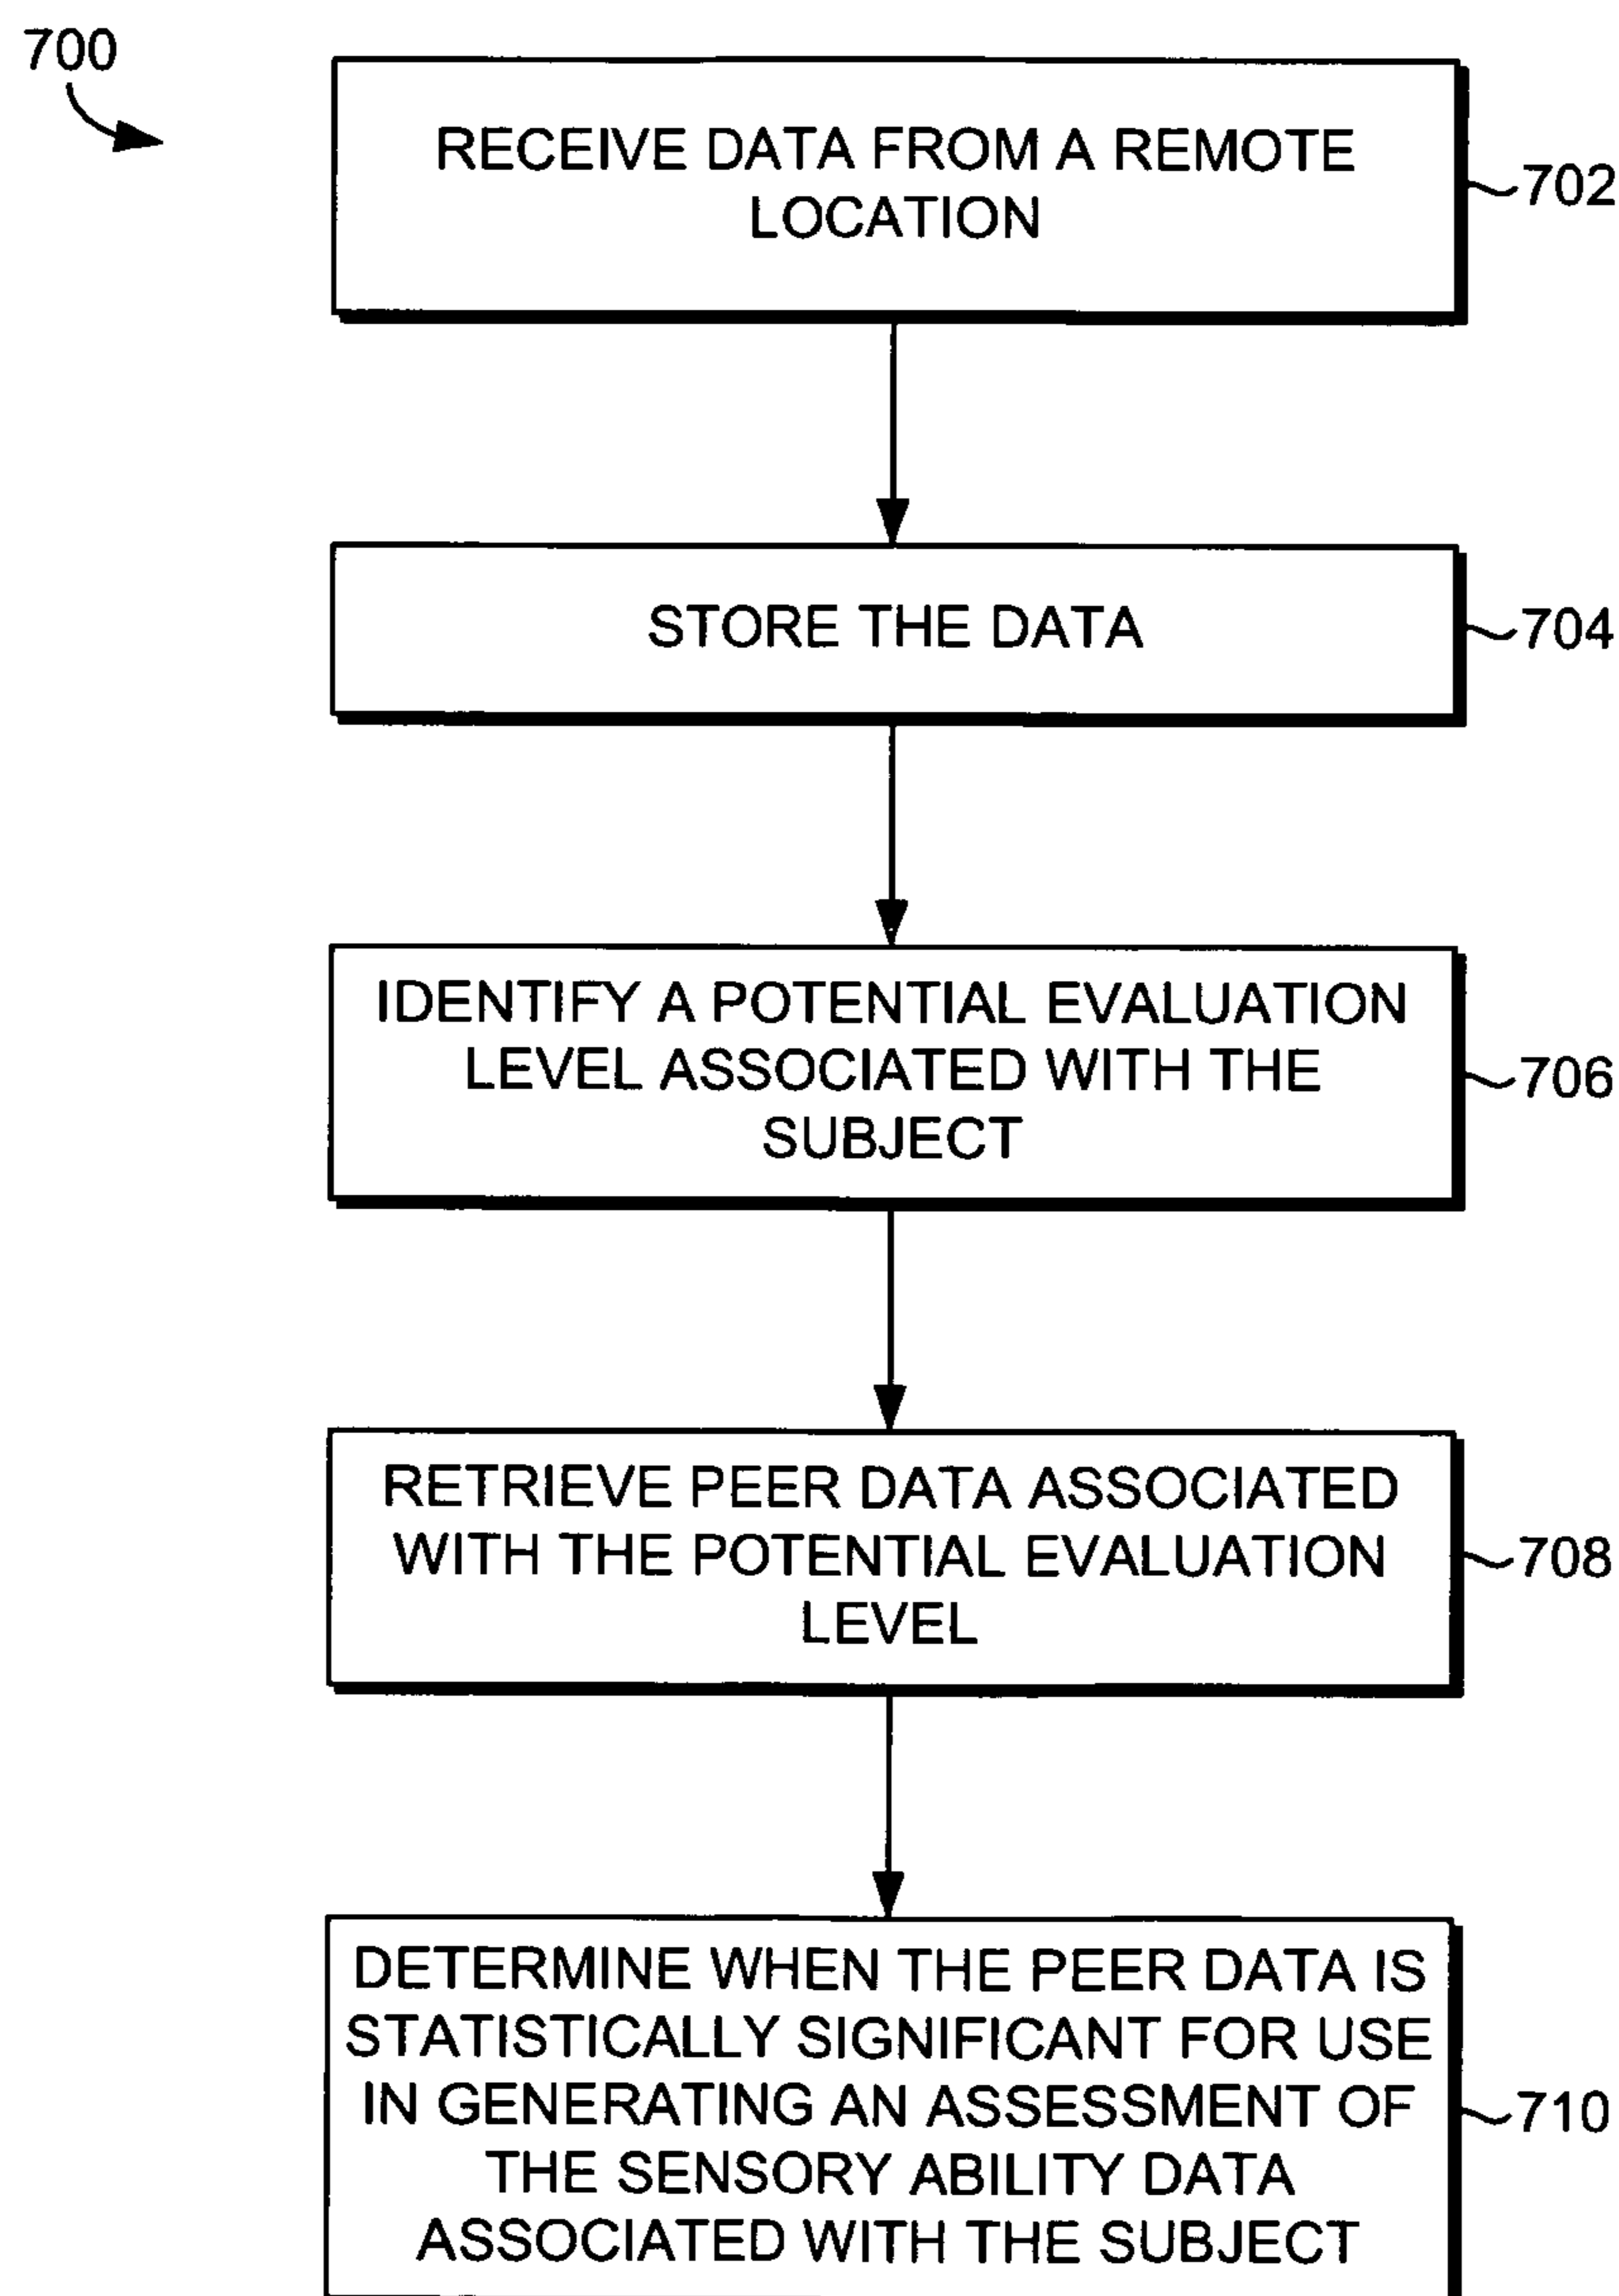 700
RECEIVE DATA FROM A REMOTE
LOCATION
702
STORE THE DATA
704
IDENTIFY A POTENTIAL EVALUATION
LEVEL ASSOCIATED WITH THE
SUBJECT
706
RETRIEVE PEER DATA ASSOCIATED
WITH THE POTENTIAL EVALUATION
LEVEL
708
DETERMINE WHEN THE PEER DATA IS
STATISTICALLY SIGNIFICANT FOR USE
IN GENERATING AN ASSESSMENT OF
THE SENSORY ABILITY DATA
ASSOCIATED WITH THE SUBJECT
710